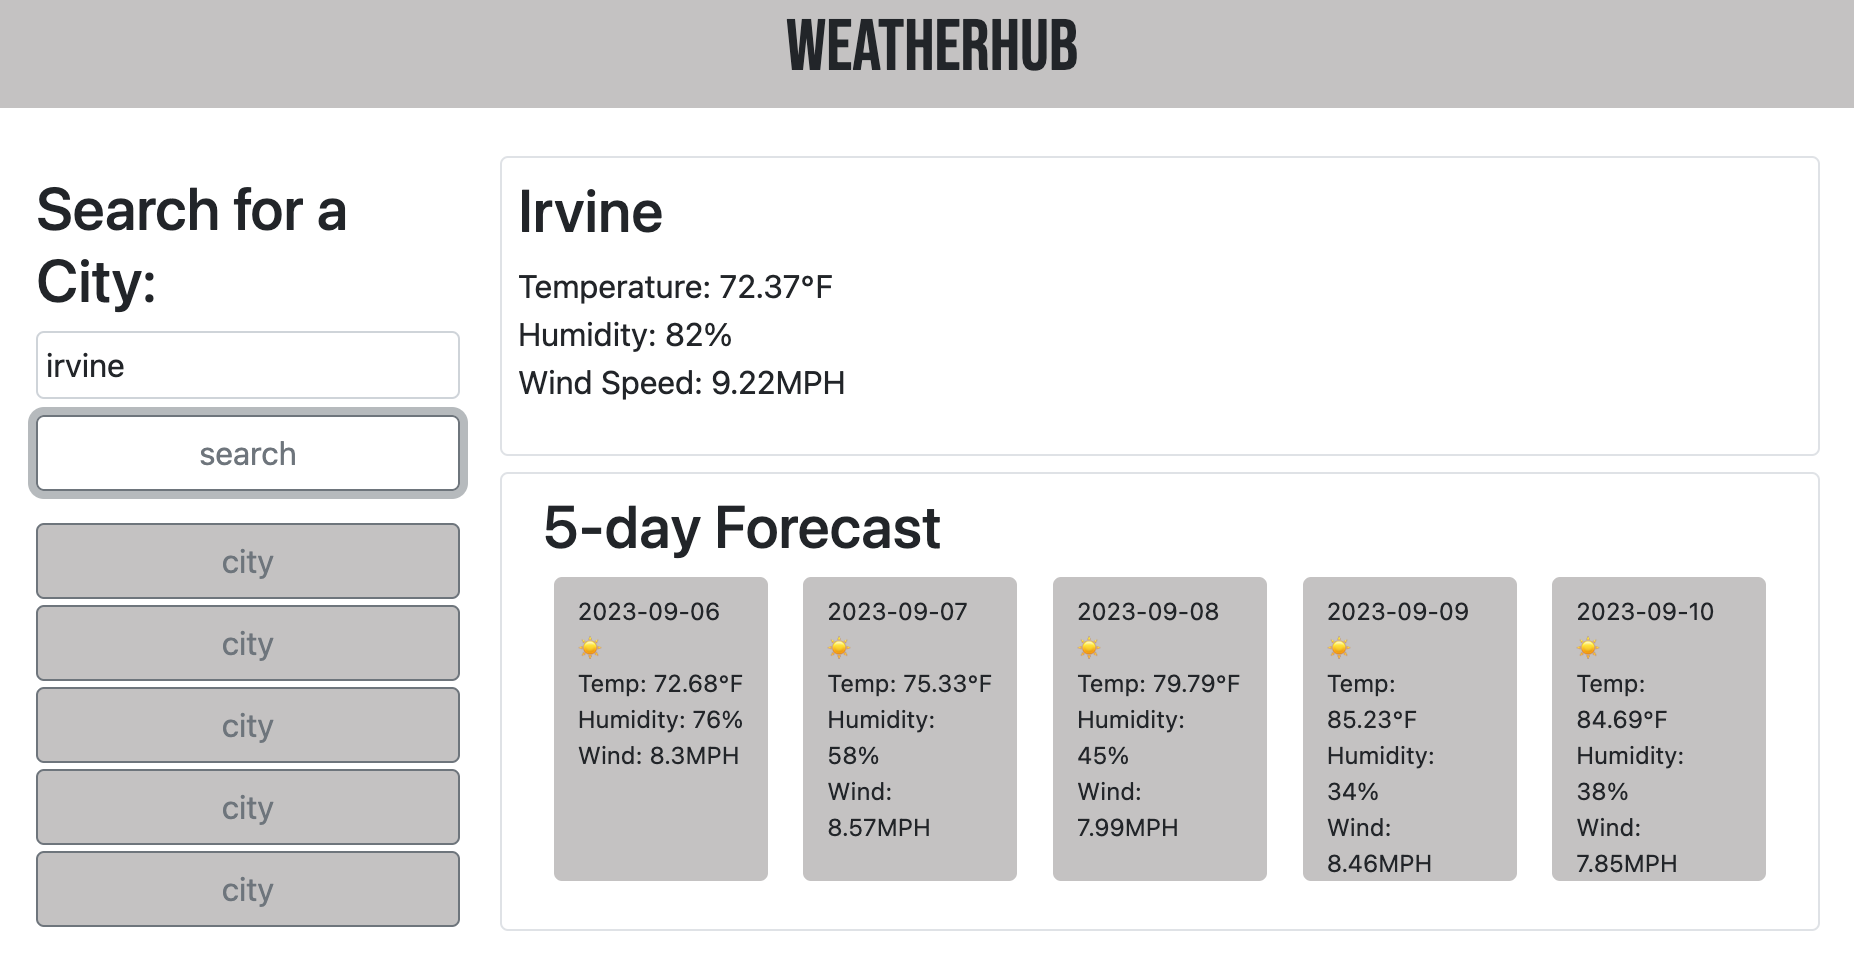 WEATHERHUB
Search for a
City:
irvine
search
city
city
city
city
city
Irvine
Temperature: 72.37°F
Humidity: 82%
Wind Speed: 9.22MPH
5-day Forecast
2023-09-06
Temp: 72.68°F
Humidity: 76%
Wind: 8.3MPH
2023-09-07
Temp: 75.33°F
Humidity:
58%
Wind:
8.57MPH
2023-09-08
Temp: 79.79°F
Humidity:
45%
Wind:
7.99MPH
2023-09-09
Temp:
85.23°F
Humidity:
34%
Wind:
8.46MPH
2023-09-10
Temp:
84.69°F
Humidity:
38%
Wind:
7.85MPH